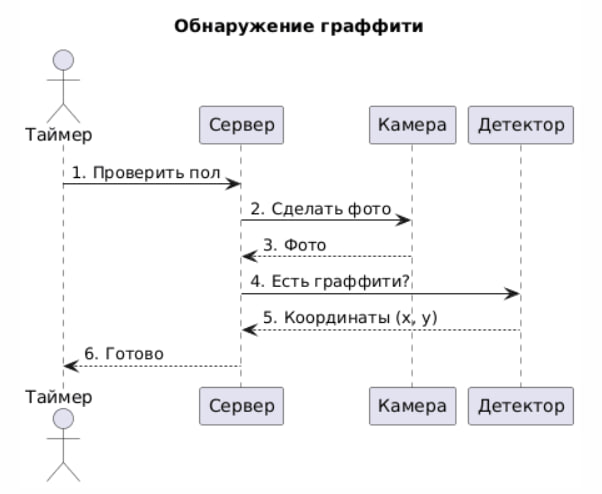 Обнаружение граффити
Таймер
Сервер Камера Детектор
1. Проверить пол
2. Сделать фото
3. Фото
4. Есть граффити?
5. Координаты (x, y)
6. Готово
Таймер
Сервер Камера Детектор